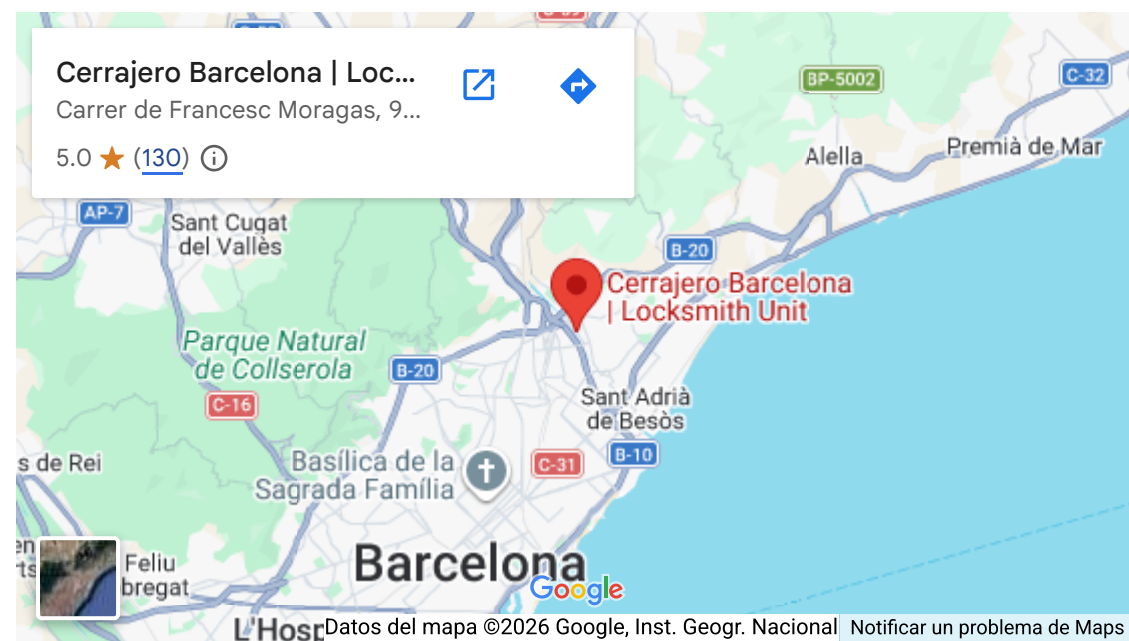 Cerrajero Barcelona | Loc...
Carrer de Francesc Moragas, 9...
5.0 ★ (130)
BP-5002
C-32
Alella
Premià de Mar
AP-7
Sant Cugat
del Vallès
B-20
Cerrajero Barcelona
| Locksmith Unit
Parque Natural
de Collserola
B-20
C-16
Sant Adrià
de Besòs
B-10
s de Rei
Basílica de la
Sagrada Família
C-31
Barcelona
Feliu
bregat
Google
L'Hosp
Datos del mapa ©2026 Google, Inst. Geogr. Nacional
Notificar un problema de Maps